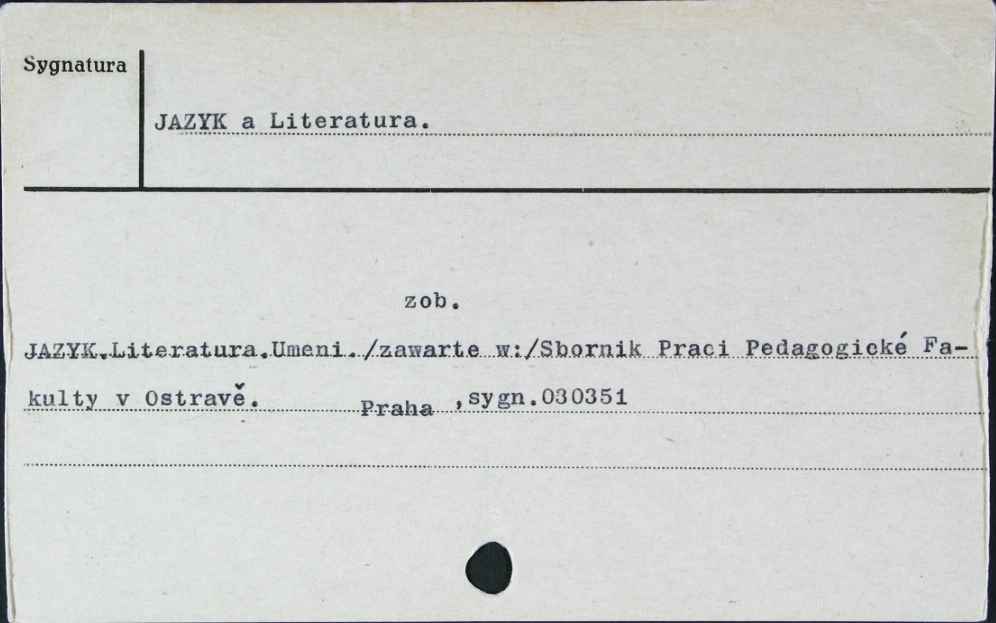 Sygnatura
JAZYK a Literatura.
zob.
JAZYK.Literatura.Umeni./zawarte w:/Sbornik Praci Pedagogické Fa-
kulty v Ostravě. Praha ,sygn.030351